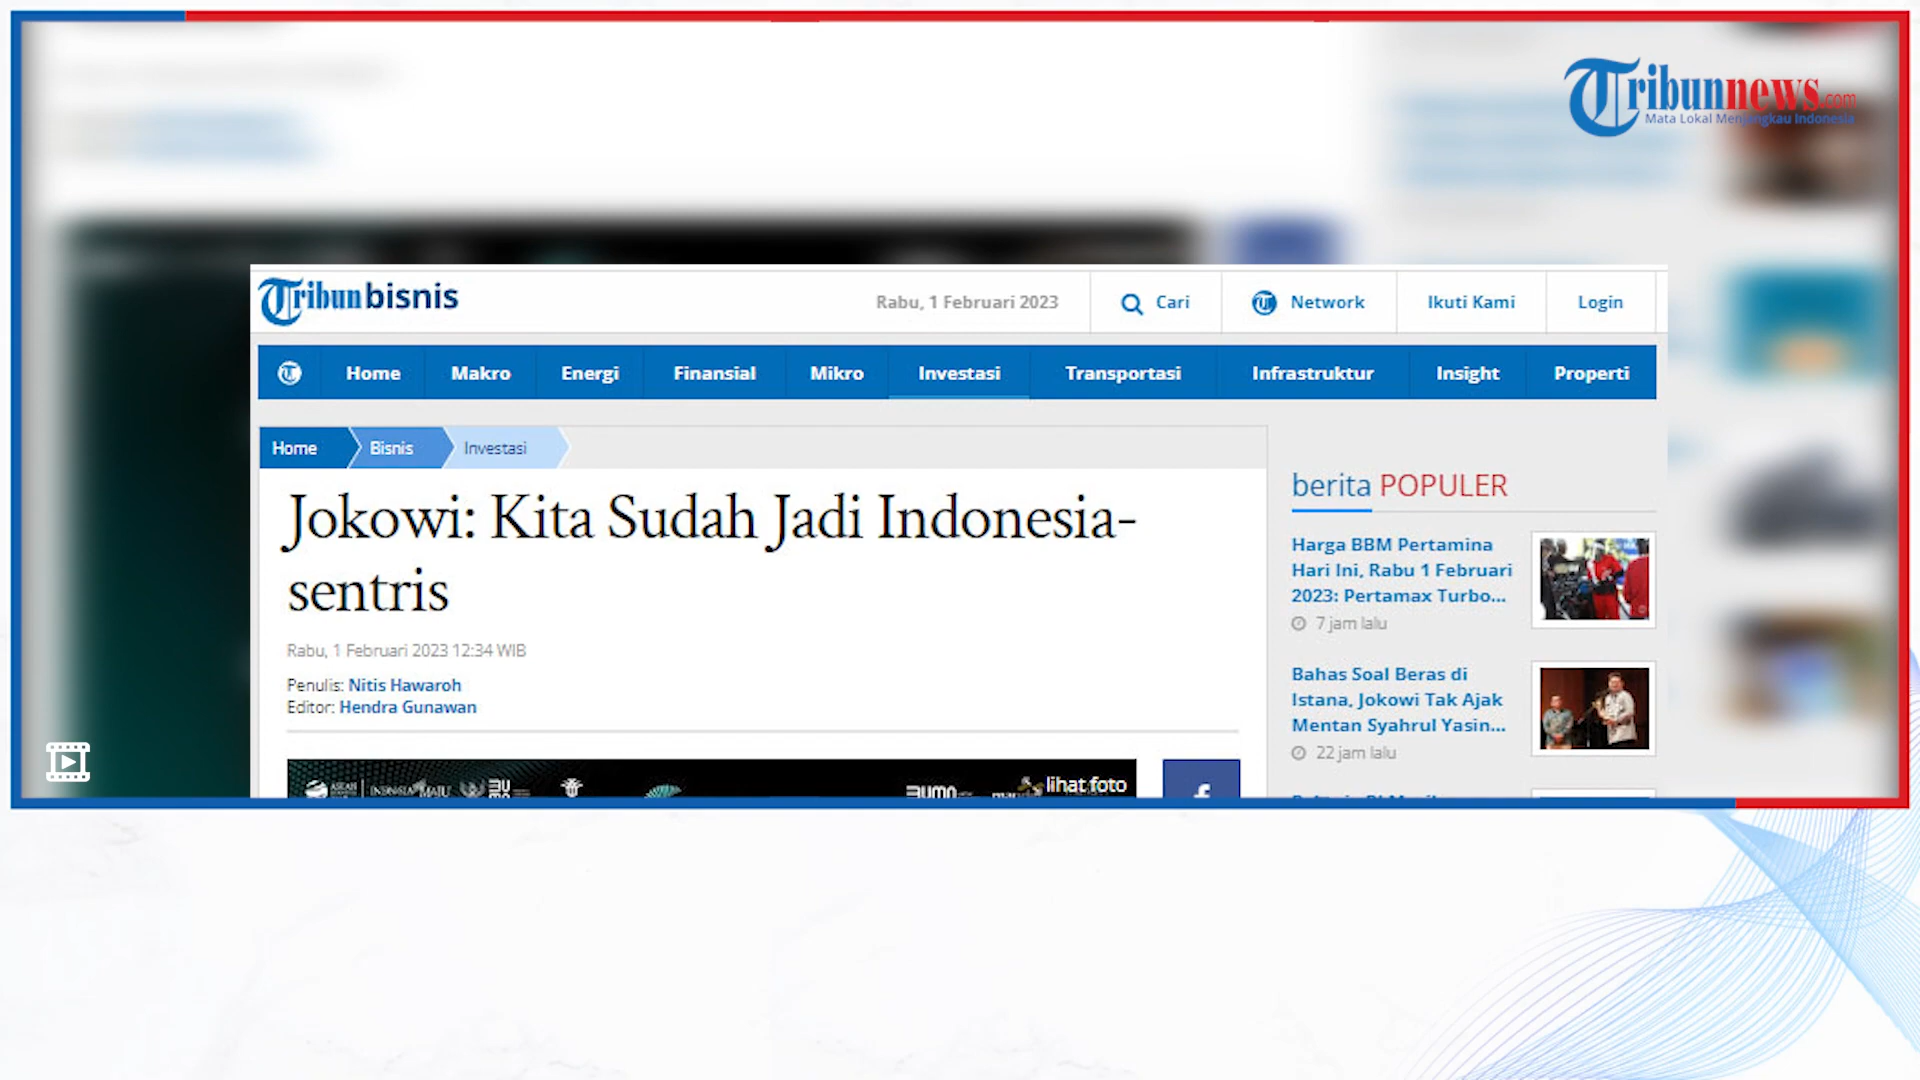 Tribunnews.com
Mata Lokal Menjangkau Indonesia
Tribunbisnis
Rabu, 1 Februari 2023
Cari
Network
Ikuti Kami
Login
Home
Makro
Energi
Finansial
Mikro
Investasi
Transportasi
Infrastruktur
Insight
Properti
Home
Bisnis
Investasi
Jokowi: Kita Sudah Jadi Indonesia-
sentris
Rabu, 1 Februari 2023 12:34 WIB
Penulis: Nitis Hawaroh
Editor: Hendra Gunawan
lihat foto
berita POPULER
Harga BBM Pertamina
Hari Ini, Rabu 1 Februari
2023: Pertamax Turbo...
7 jam lalu
Bahas Soal Beras di
Istana, Jokowi Tak Ajak
Mentan Syahrul Yasin...
22 jam lalu